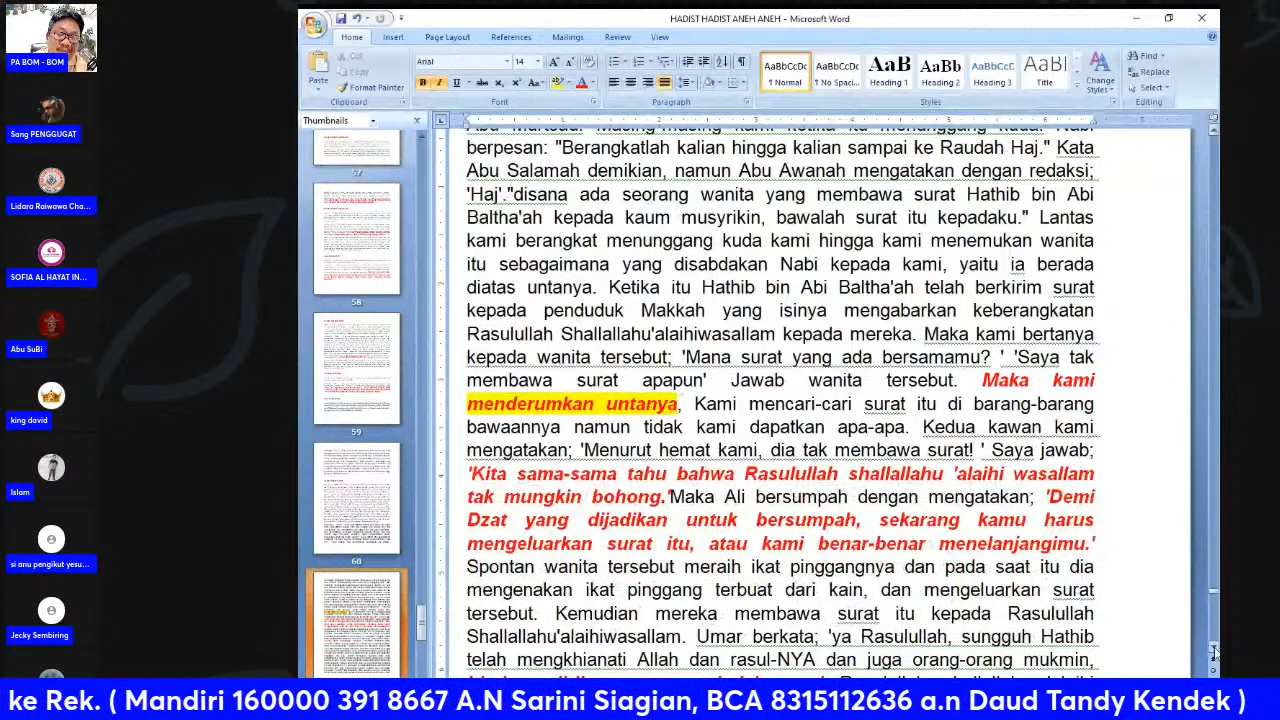 HADIST HADIST ANEH ANEH - Microsoft Word
Home Insert Page Layout References Mailings Review View
Paste
Cut
Copy
Format Painter
Clipboard
Arial 14
Font
Paragraph
AaBbCcDc AaBbCcDc AaB AaBb AaBbCc AaB
¶ Normal ¶ No Spaci... Heading 1 Heading 2 Heading 3 Title
Change Styles
Styles
Find
Replace
Select
Editing
Thumbnails
57
58
59
60
PA BOM - BOM
Sang PENGGUGAT
Lidara Raiwawa Cha...
SOFIA AL HAYAT IN...
Abu SuBi
king david
Islam
si anu pengikut yesu...
Jecky Sembiring
berpesan: "Berangkatlah kalian hingga kalian sampai ke Raudah Haj." Kata
Abu Salamah demikian, namun Abu Awanah mengatakan dengan redaksi;
'Haj'."disana ada seorang wanita yang membawa surat Hathib bin Abi
Baltha'ah kepada kaum musyrikin, bawalah surat itu kepadaku." Lantas
kami berangkat menunggang kuda kami hingga kami menemukan wanita
itu sebagaimana yang disabdakan Nabi kepada kami, yaitu ia berada
diatas untanya. Ketika itu Hathib bin Abi Baltha'ah telah berkirim surat
kepada penduduk Makkah yang isinya mengabarkan keberangkatan
Rasulullah Shallallahu'alaihiwasallam kepada mereka. Maka kami bertanya
kepada wanita tersebut; 'Mana surat yang ada bersamamu? ' 'Saya tak
membawa surat apapun' Jawab wanita tersebut. Maka kami
menderumkan untanya, Kami mencari-cari surat itu di barang-barang
bawaannya namun tidak kami dapatkan apa-apa. Kedua kawan kami
mengatakan; 'Menurut hemat kami, dia tak membawa surat! ' Saya jawab;
'Kita sama-sama tahu bahwa Rasulullah shallallahu 'alaihi wasallam
tak mungkin bohong.'Maka Ali bersumpah dengan mengatakan; 'Demi
Dzat yang dijadikan untuk bersumpah, sekarang kamu harus
mengeluarkan surat itu, atau kami benar-benar menelanjangimu.'
Spontan wanita tersebut meraih ikat pinggangnya dan pada saat itu dia
mengenakan ikat pinggang terbuat dari kain, dan mengeluarkan surat
tersebut. Kemudian mereka membawa surat itu kepada Rasulullah
Shallallahu'alaihiwasallam. Umar berkata, 'ya Rasulullah, sungguh Hathib
telah mengkhianati Allah dan rasul-NYA dan juga orang-orang mukmin,
ke Rek. ( Mandiri 160000 391 8667 A.N Sarini Siagian, BCA 8315112636 a.n Daud Tandy Kendek )